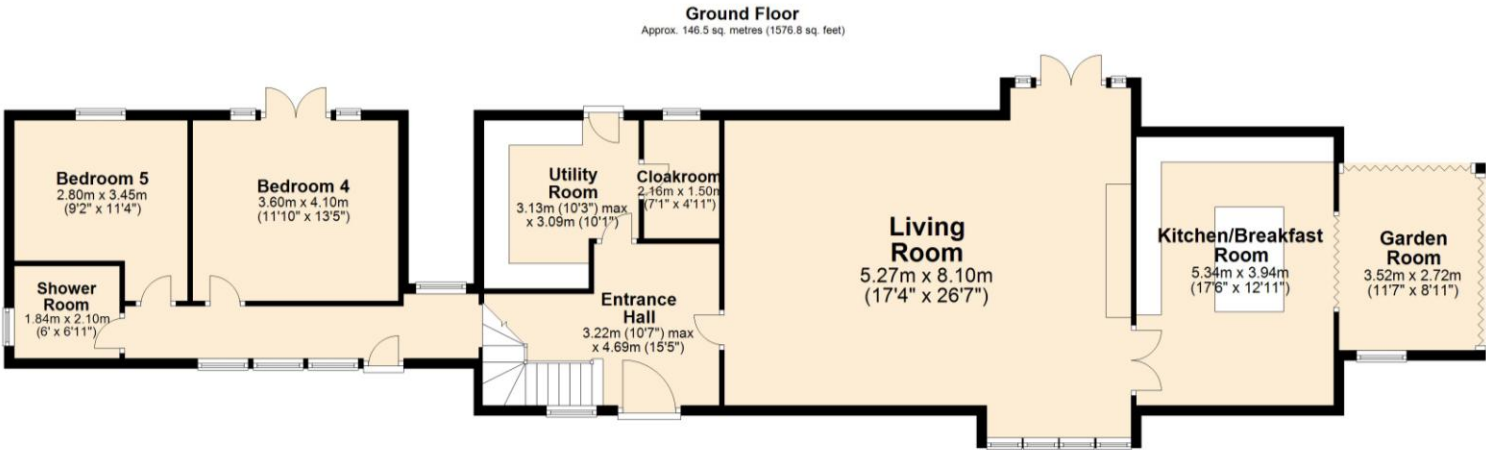 Ground Floor
Approx. 146.5 sq. metres (1576.8 sq. feet)
Bedroom 5
2.80m x 3.45m
(9'2" x 11'4")
Bedroom 4
3.60m x 4.10m
(11'10" x 13'5")
Shower
Room
1.84m x 2.10m
(6' x 6'11")
Utility
Room
3.13m (10'3") max
x 3.09m (10'1")
Cloakroom
2.16m x 1.50m
(7'1" x 4'11")
Entrance
Hall
3.22m (10'7") max
x 4.69m (15'5")
Living
Room
5.27m x 8.10m
(17'4" x 26'7")
Kitchen/Breakfast
Room
5.34m x 3.94m
(17'6" x 12'11")
Garden
Room
3.52m x 2.72m
(11'7" x 8'11")